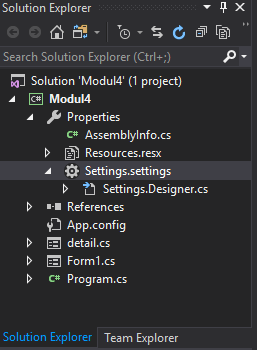 Solution Explorer
Search Solution Explorer (Ctrl+;)
Solution 'Modul4' (1 project)
Modul4
Properties
AssemblyInfo.cs
Resources.resx
Settings.settings
Settings.Designer.cs
References
App.config
detail.cs
Form1.cs
Program.cs
Solution Explorer Team Explorer